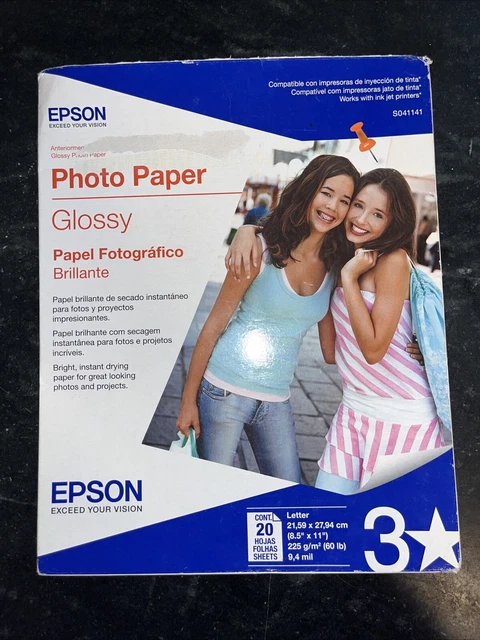 Compatible con impresoras de inyección de tinta*
Compatível com impressoras jato de tinta*
Works with ink jet printers*
S041141
EPSON
EXCEED YOUR VISION
Glossy Photo Paper
Photo Paper
Glossy
Papel Fotográfico
Brillante
Papel brillante de secado instantáneo
para fotos y proyectos
impresionantes.
Papel brilhante com secagem
instantânea para fotos e projetos
incríveis.
Bright, instant drying
paper for great looking
photos and projects.
EPSON
EXCEED YOUR VISION
CONT.
20
HOJAS
FOLHAS
SHEETS
Letter
21,59 x 27,94 cm
(8.5" x 11")
225 g/m² (60 lb)
9,4 mil
3